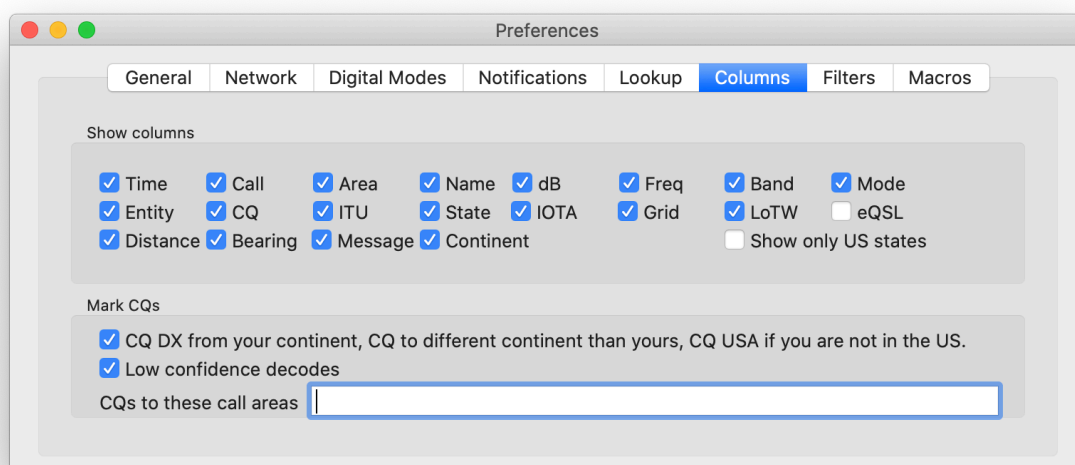 Preferences
General Network Digital Modes Notifications Lookup Columns Filters Macros
Show columns
Time Call Area Name dB Freq Band Mode
Entity CQ ITU State IOTA Grid LoTW eQSL
Distance Bearing Message Continent Show only US states
Mark CQs
CQ DX from your continent, CQ to different continent than yours, CQ USA if you are not in the US.
Low confidence decodes
CQs to these call areas